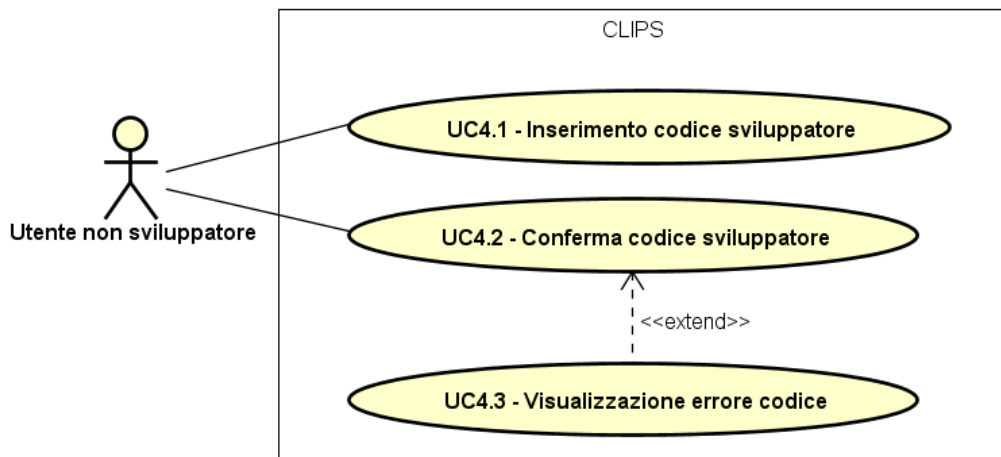 CLIPS
UC4.1 - Inserimento codice sviluppatore
Utente non sviluppatore
UC4.2 - Conferma codice sviluppatore
<<extend>>
UC4.3 - Visualizzazione errore codice